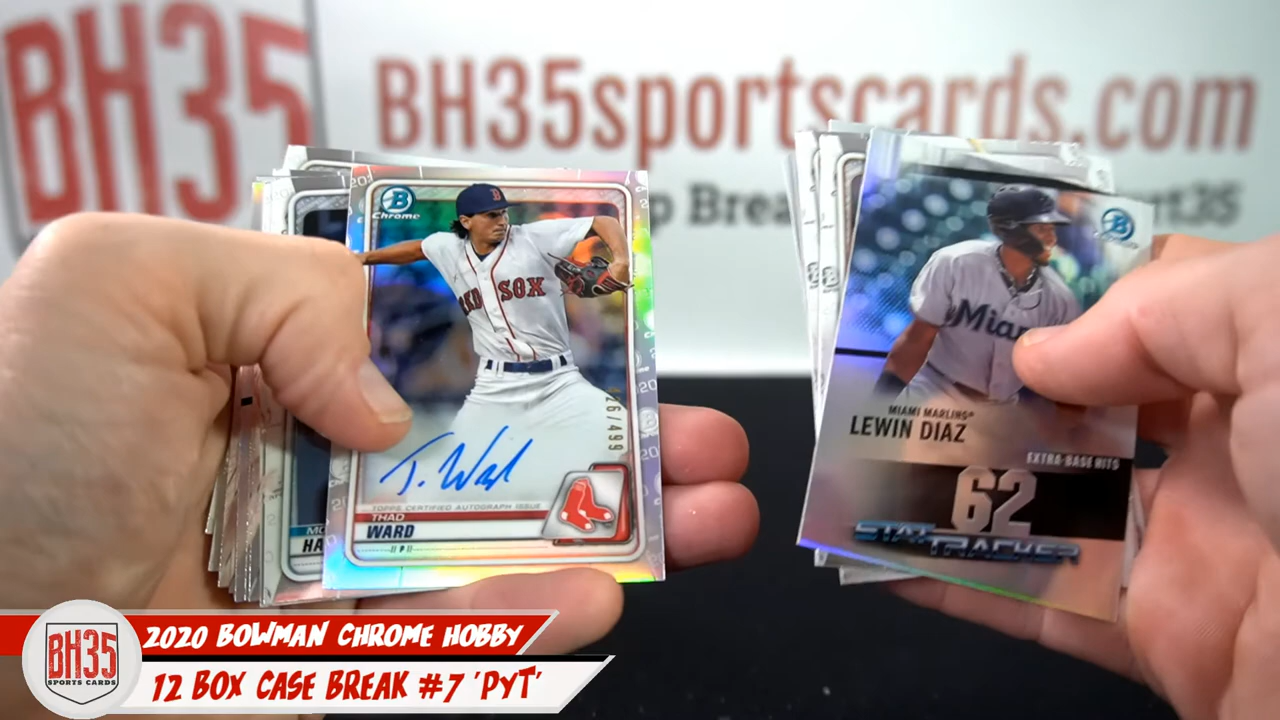 BH35
BH35sportscards.com
B
Chrome
B
RED SOX
26/499
T. Ward
TOPPS CERTIFIED AUTOGRAPH ISSUE
THAD
WARD
P
HA
Miam
MIAMI MARLINS
LEWIN DIAZ
EXTRA-BASE HITS
62
STAT TRACKER
BH35
SPORTS CARDS
2020 BOWMAN CHROME HOBBY
12 BOX CASE BREAK #7 'PYT'